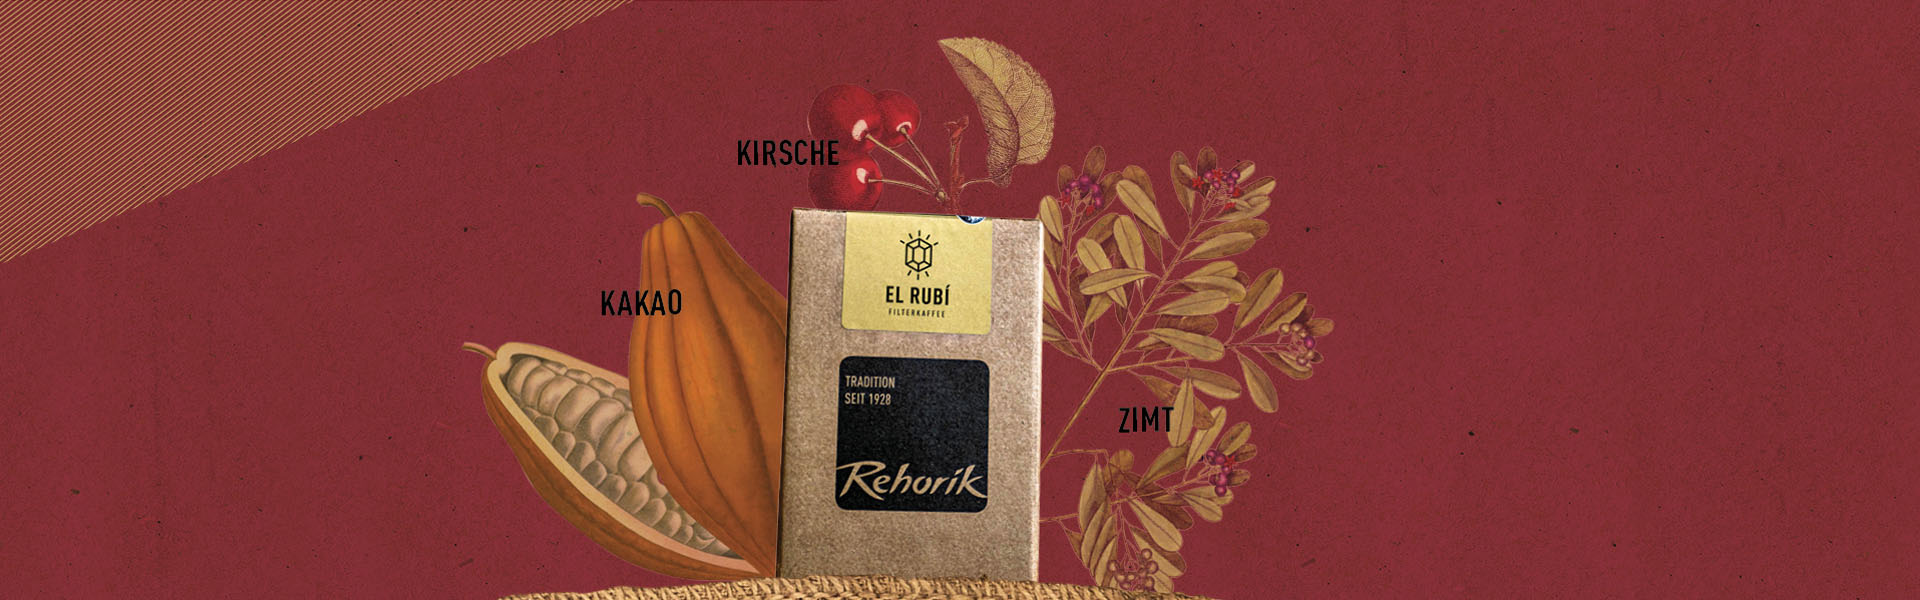 KIRSCHE
KAKAO
EL RUBÍ
FILTERKAFFEE
TRADITION
SEIT 1928
Rehorik
ZIMT